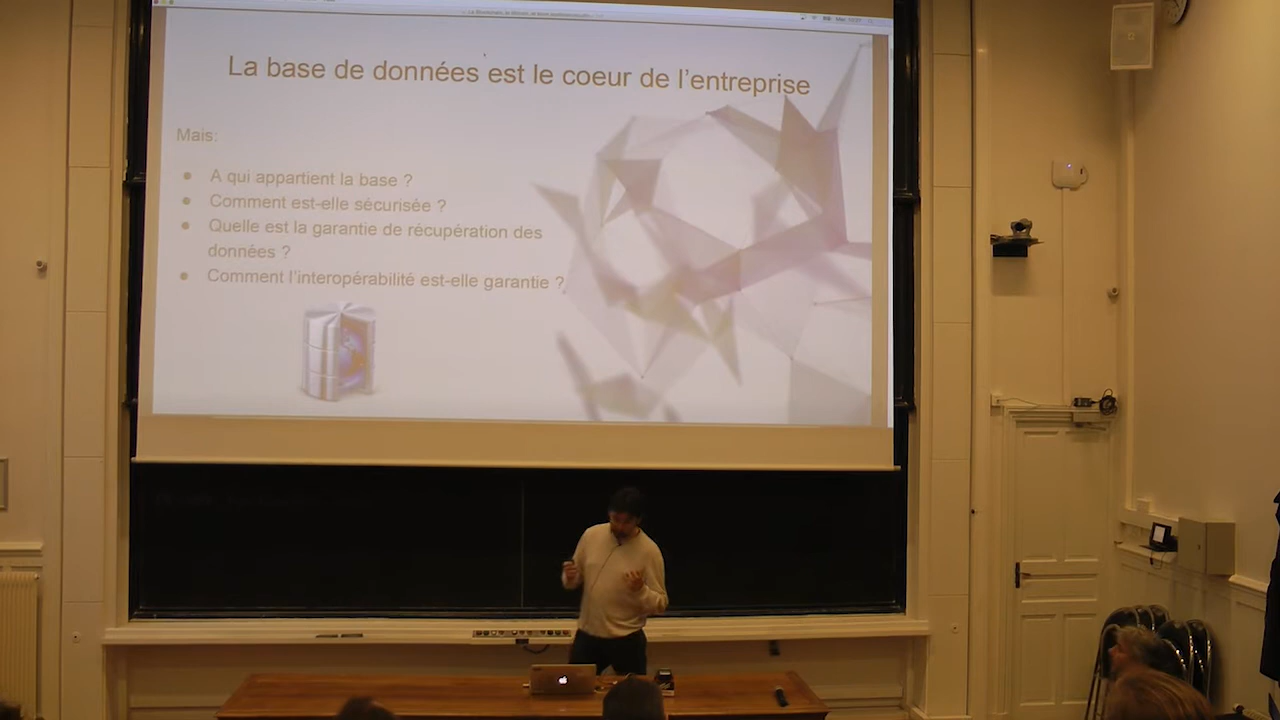 La base de données est le coeur de l'entreprise
Mais:
● A qui appartient la base ?
● Comment est-elle sécurisée ?
● Quelle est la garantie de récupération des
données ?
● Comment l'interopérabilité est-elle garantie ?